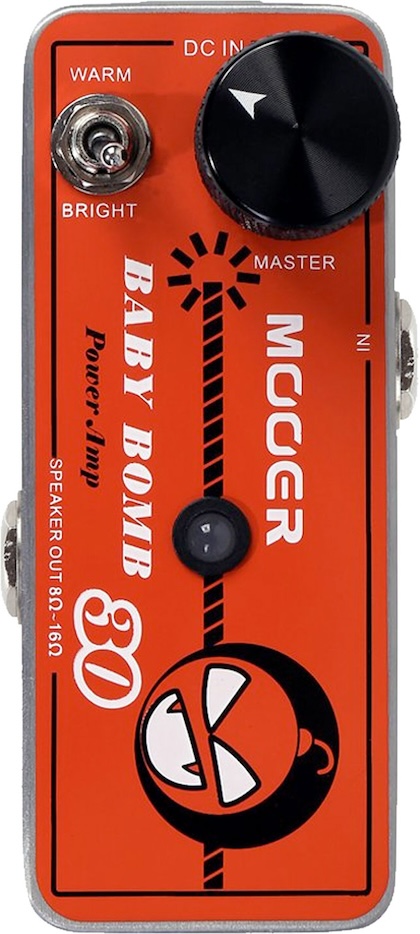 DC IN
WARM
BRIGHT
MASTER
IN
MOOER
BABY BOMB 30
Power Amp
SPEAKER OUT 8Ω~16Ω